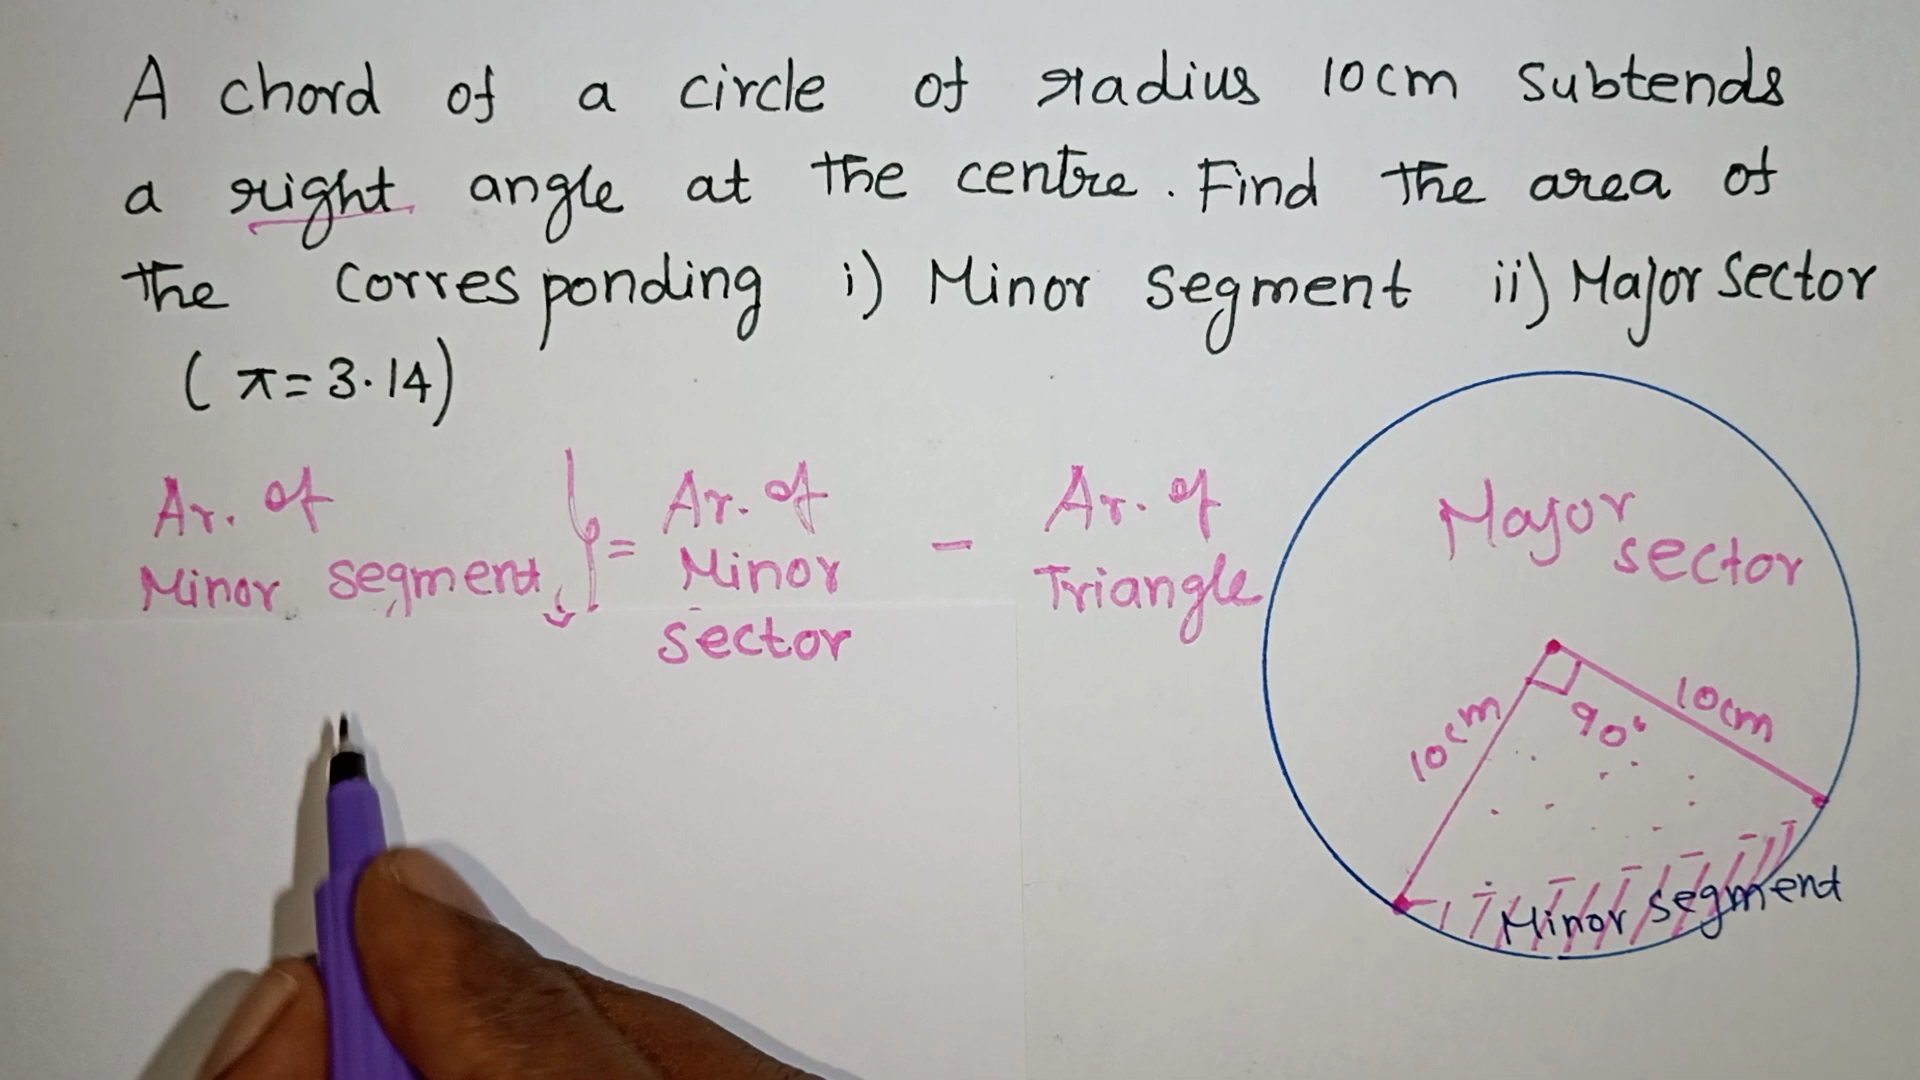 A chord of a circle of radius 10cm subtends
a right angle at the centre. Find the area of
the corresponding i) Minor segment ii) Major sector
(π=3.14)
Ar. of
Minor segment
= Ar. of
Minor
sector
-
Ar. of
Triangle
Major
sector
10cm
90°
10cm
Minor segment